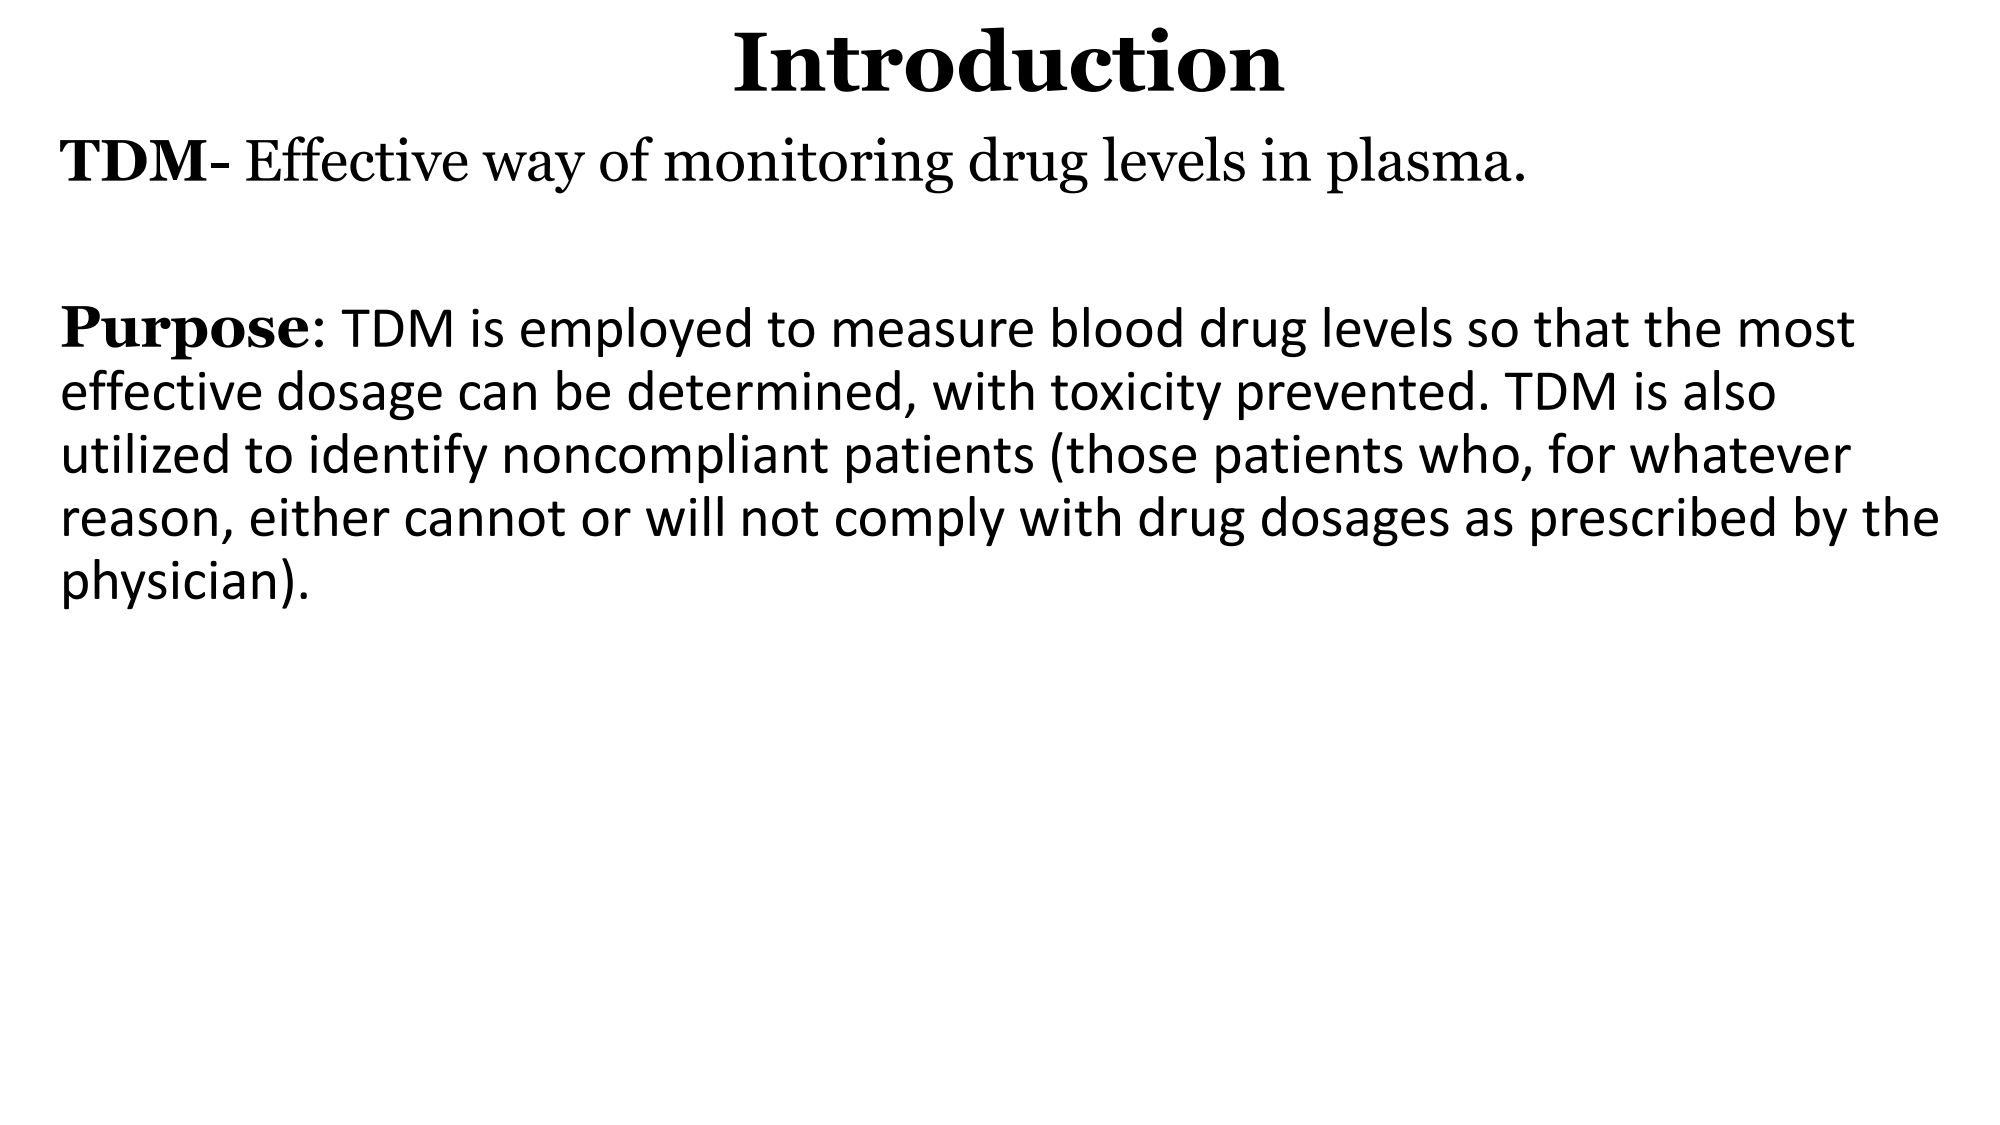 Introduction
TDM- Effective way of monitoring drug levels in plasma.
Purpose: TDM is employed to measure blood drug levels so that the most
effective dosage can be determined, with toxicity prevented. TDM is also
utilized to identify noncompliant patients (those patients who, for whatever
reason, either cannot or will not comply with drug dosages as prescribed by the
physician).